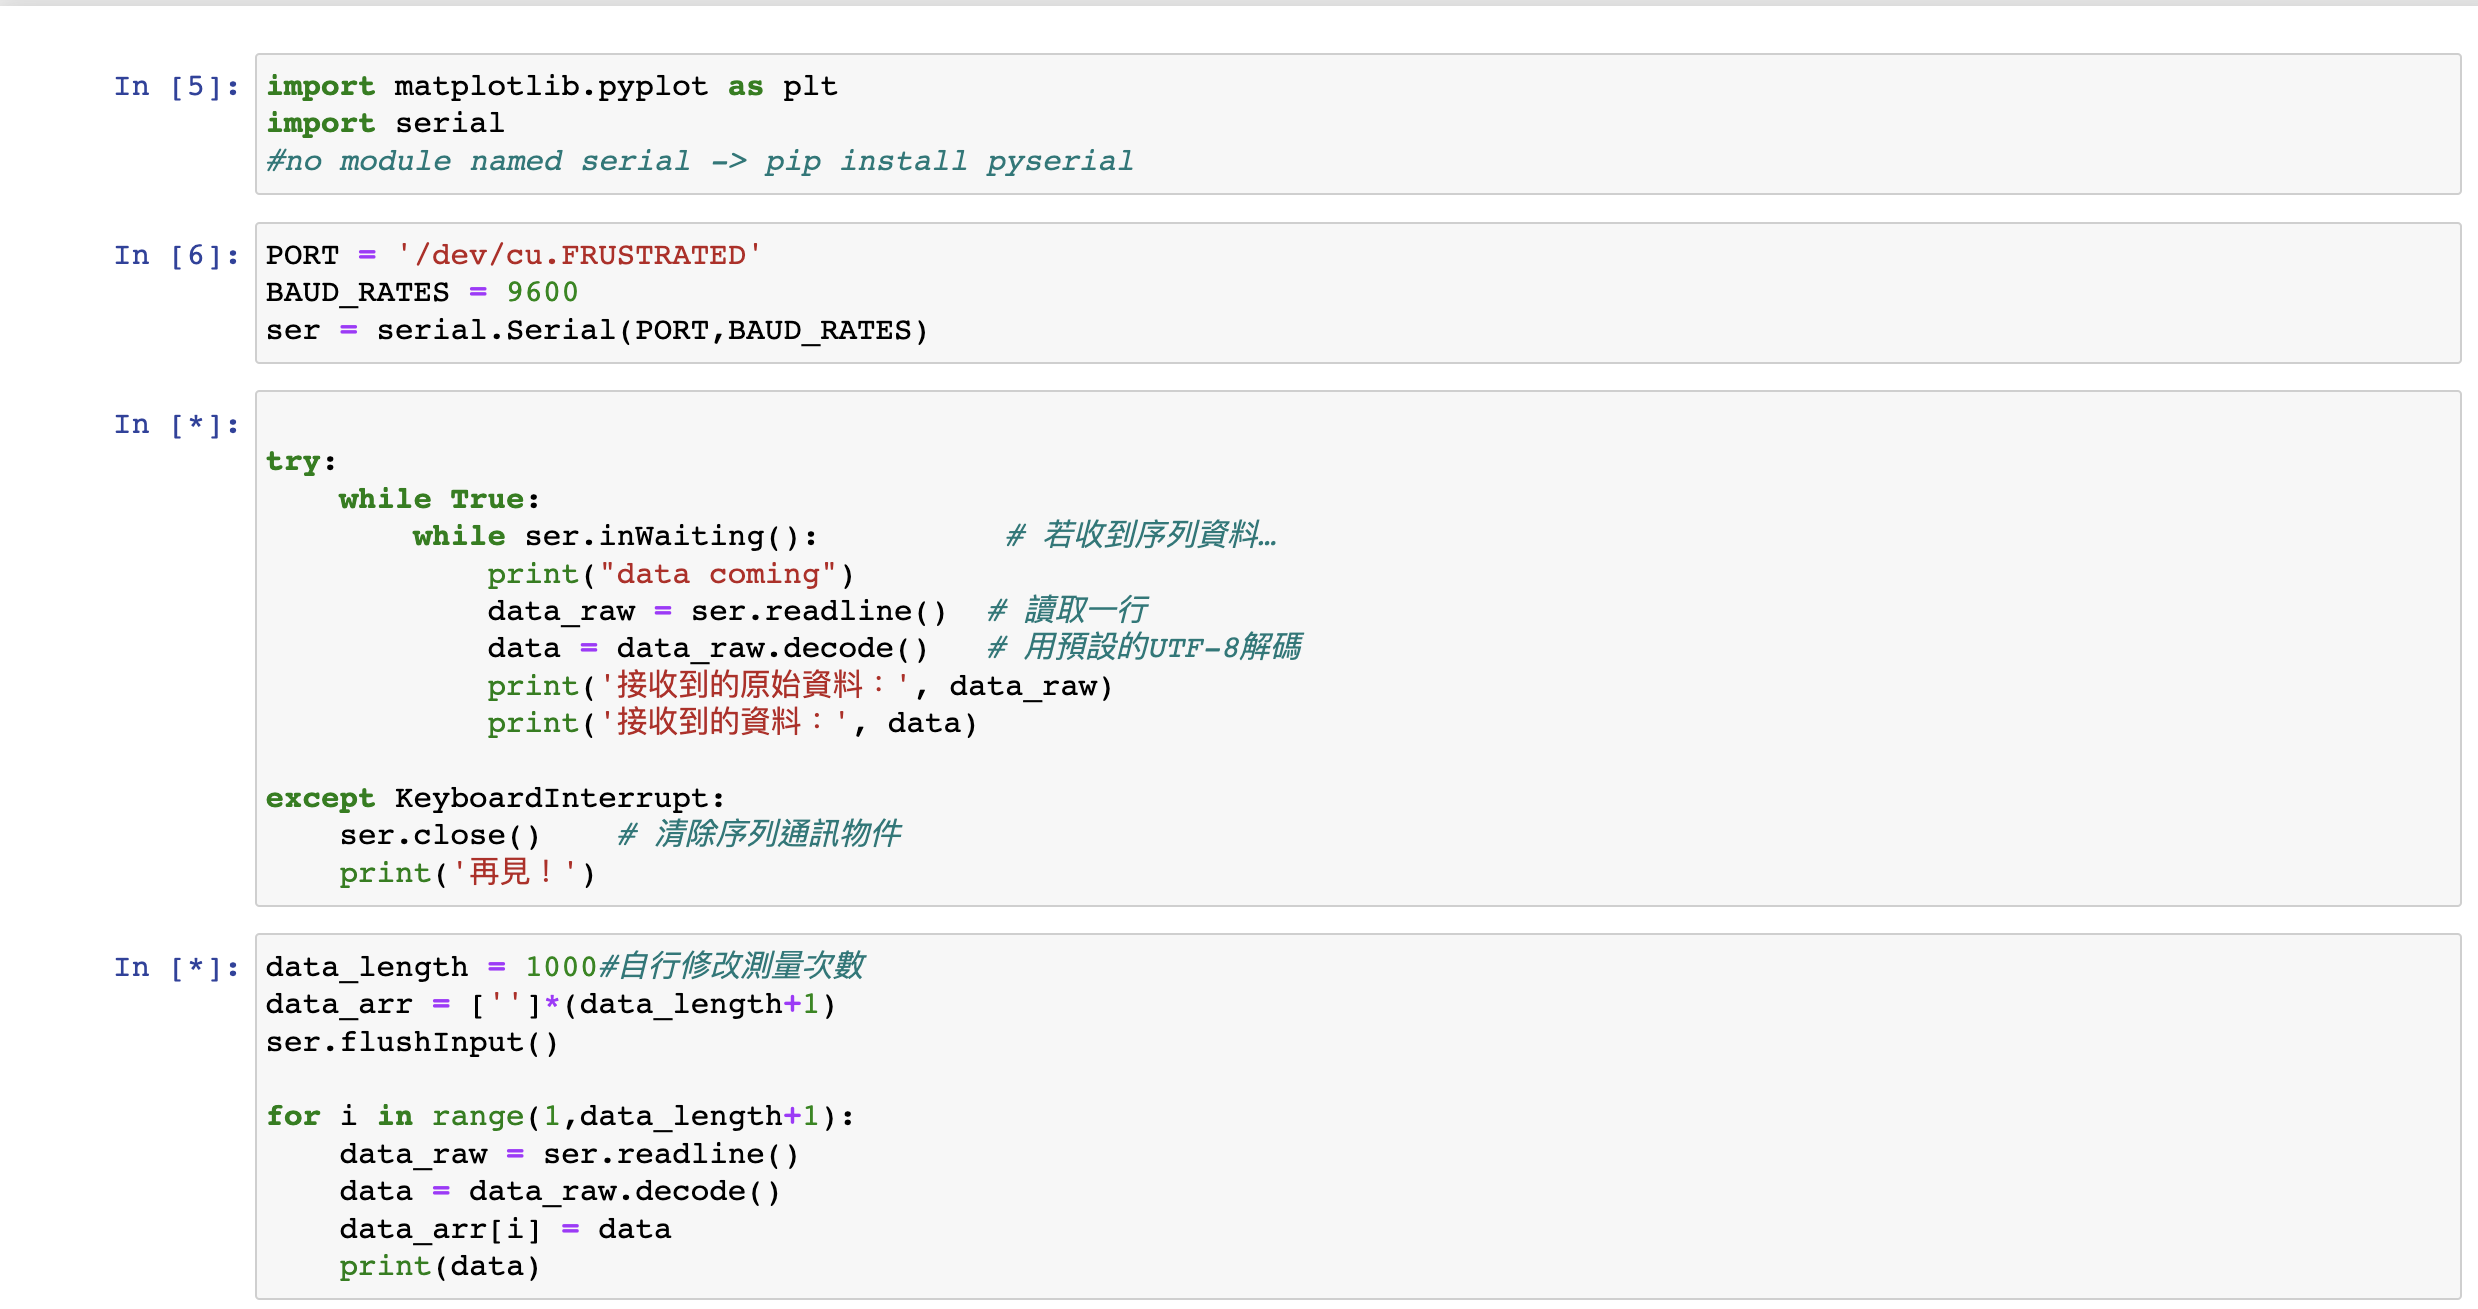 In [5]: import matplotlib.pyplot as plt
import serial
#no module named serial -> pip install pyserial
In [6]: PORT = '/dev/cu.FRUSTRATED'
BAUD_RATES = 9600
ser = serial.Serial(PORT,BAUD_RATES)
In [*]:
try:
    while True:
        while ser.inWaiting():          # 若收到序列資料…
            print("data coming")
            data_raw = ser.readline()  # 讀取一行
            data = data_raw.decode()   # 用預設的UTF-8解碼
            print('接收到的原始資料：', data_raw)
            print('接收到的資料：', data)
except KeyboardInterrupt:
    ser.close()    # 清除序列通訊物件
    print('再見！')
In [*]: data_length = 1000#自行修改測量次數
data_arr = ['']*(data_length+1)
ser.flushInput()
for i in range(1,data_length+1):
    data_raw = ser.readline()
    data = data_raw.decode()
    data_arr[i] = data
    print(data)